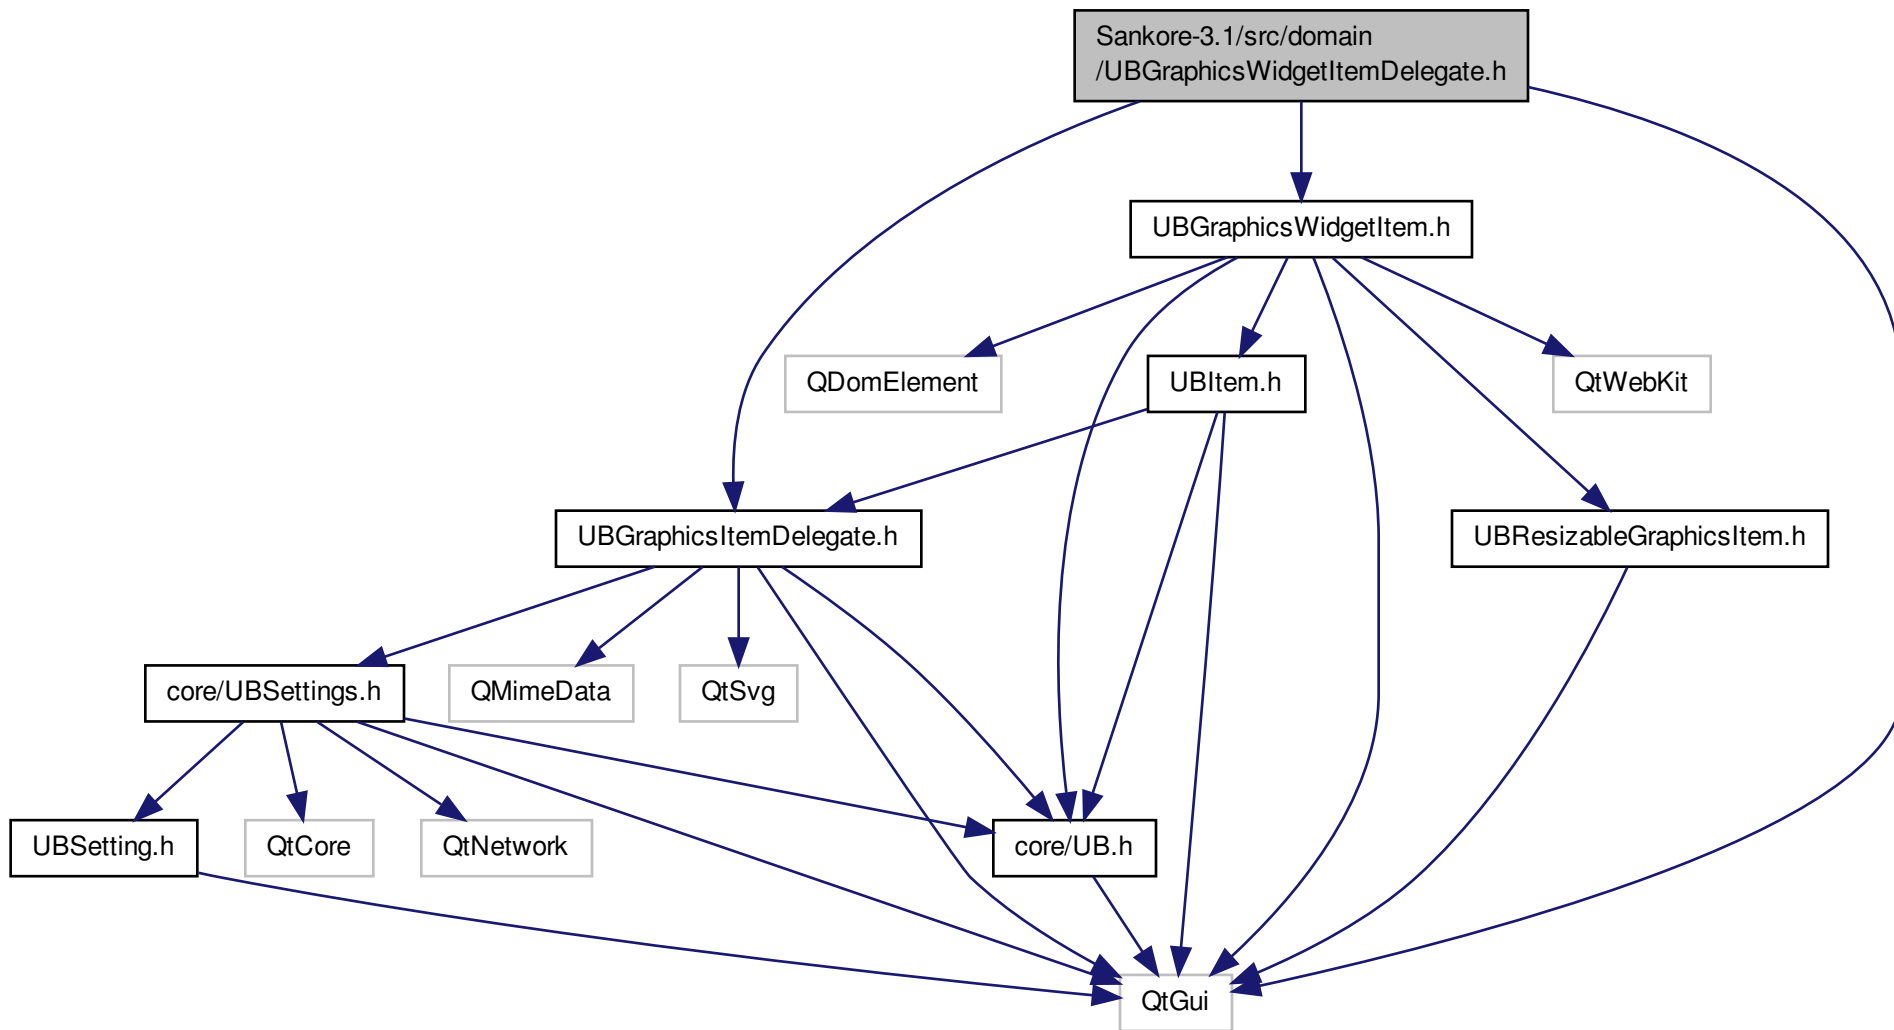 Sankore-3.1/src/domain
/UBGraphicsWidgetItemDelegate.h
UBGraphicsWidgetItem.h
QDomElement
UBItem.h
QtWebKit
UBGraphicsItemDelegate.h
UBResizableGraphicsItem.h
core/UBSettings.h
QMimeData
QtSvg
UBSetting.h
QtCore
QtNetwork
core/UB.h
QtGui